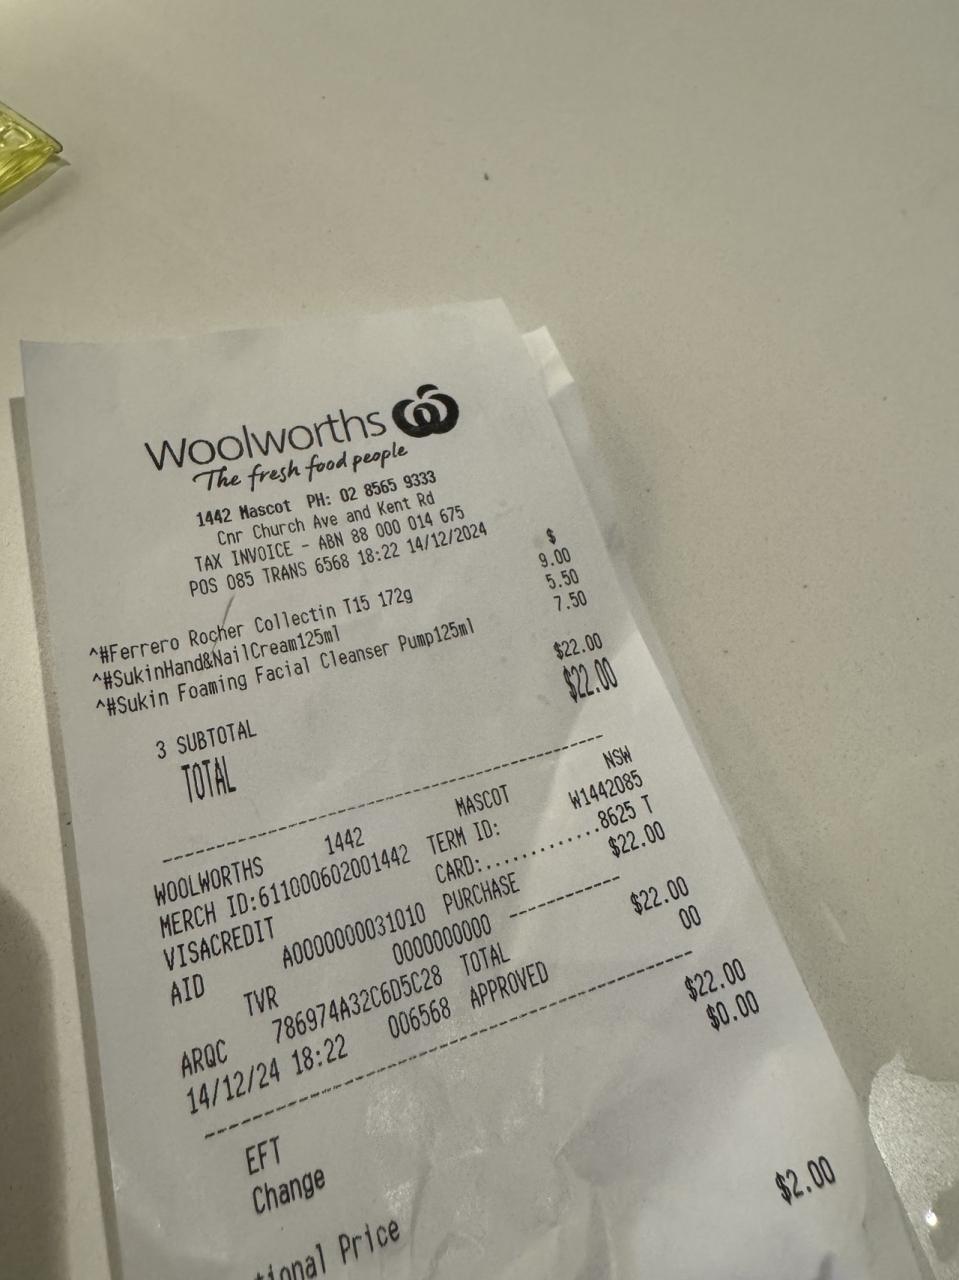 Woolworths
The fresh food people
1442 Mascot PH: 02 8565 9333
Cnr Church Ave and Kent Rd
TAX INVOICE - ABN 88 000 014 675
POS 085 TRANS 6568 18:22 14/12/2024
$
^#Ferrero Rocher Collectin T15 172g 9.00
^#SukinHand&NailCream125ml 5.50
^#Sukin Foaming Facial Cleanser Pump125ml 7.50
3 SUBTOTAL $22.00
TOTAL $22.00
WOOLWORTHS 1442 MASCOT NSW
MERCH ID:611000602001442 TERM ID: W1442085
VISACREDIT CARD:...........8625 T
AID A0000000031010 PURCHASE $22.00
TVR 0000000000
ARQC 786974A32C6D5C28 TOTAL $22.00
14/12/24 18:22 006568 APPROVED 00
EFT $22.00
Change $0.00
Price $2.00